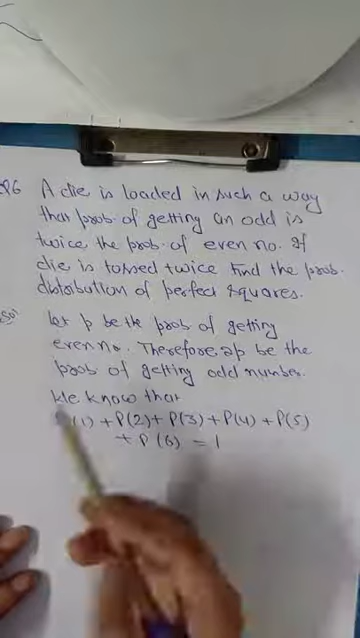 Q6 A die is loaded in such a way
that prob. of getting an odd is
twice the prob. of even no. If
die is tossed twice Find the prob.
distribution of perfect squares.
Sol let p be the prob of getting
even no. Therefore 2p be the
prob of getting odd number.
We know that
(1) + P(2) + P(3) + P(4) + P(5)
+ P(6) = 1